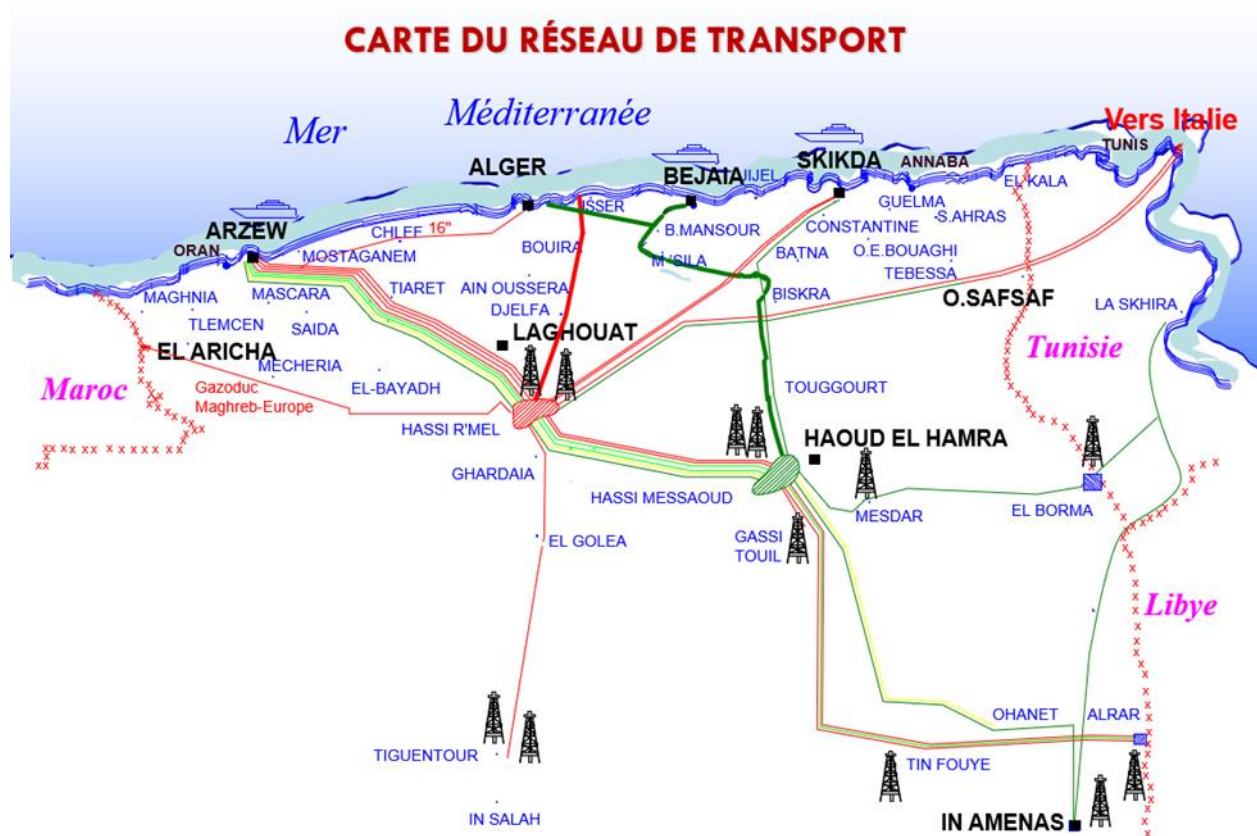 CARTE DU RÉSEAU DE TRANSPORT
Mer
Méditerranée
Vers Italie
TUNIS
ALGER
BEJAIA
JIJEL
SKIKDA
ANNABA
EL KALA
ISSER
GUELMA
ARZEW
CHLEF
16"
B.MANSOUR
CONSTANTINE
S.AHRAS
ORAN
MOSTAGANEM
BOUIRA
M'SILA
BATNA
O.E.BOUAGHI
TEBESSA
MAGHNIA
MASCARA
TIARET
AIN OUSSERA
BISKRA
O.SAFSAF
LA SKHIRA
TLEMCEN
SAIDA
DJELFA
LAGHOUAT
EL ARICHA
MECHERIA
Tunisie
Maroc
Gazoduc
Maghreb-Europe
EL-BAYADH
TOUGGOURT
HASSI R'MEL
HAOUD EL HAMRA
GHARDAIA
HASSI MESSAOUD
MESDAR
EL BORMA
EL GOLEA
GASSI
TOUIL
Libye
OHANET
ALRAR
TIGUENTOUR
TIN FOUYE
IN SALAH
IN AMENAS